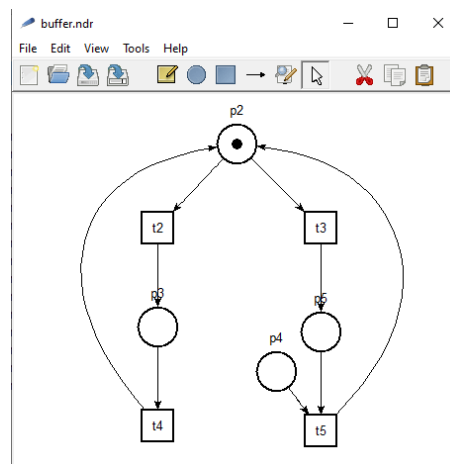 buffer.ndr
File Edit View Tools Help
p2
t2 t3
p3 p5
p4
t4 t5